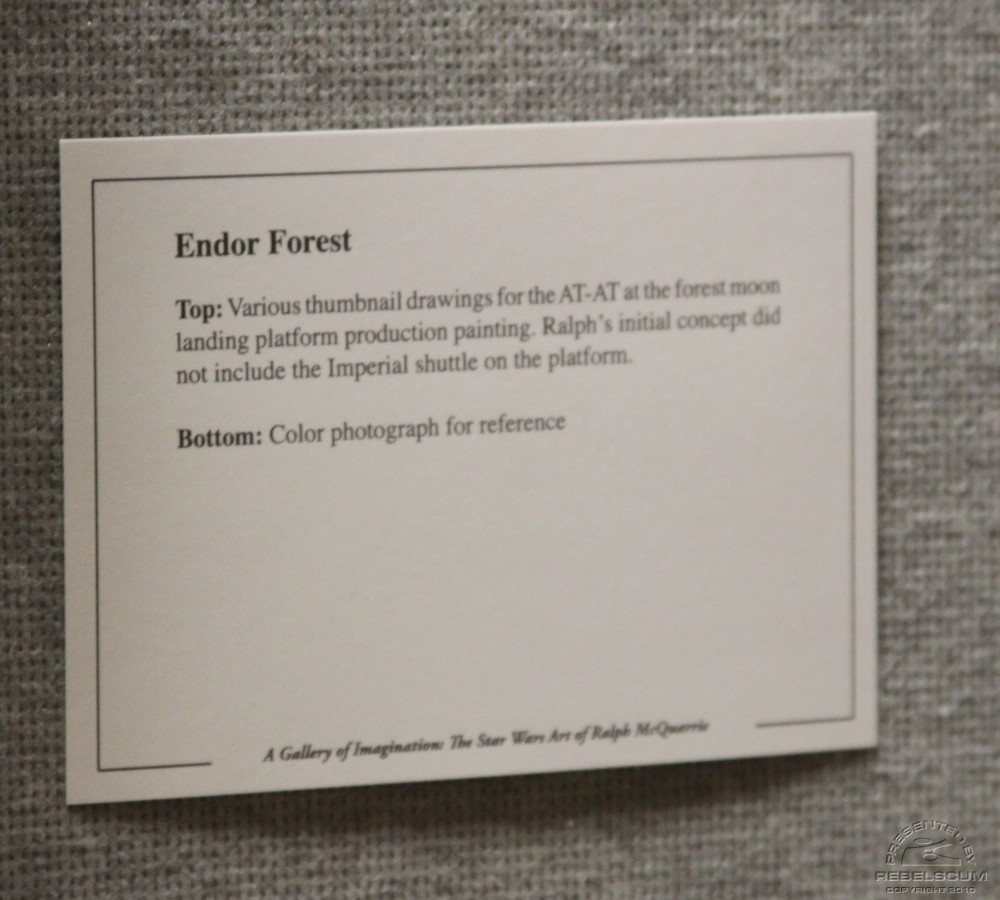 Endor Forest
Top: Various thumbnail drawings for the AT-AT at the forest moon
landing platform production painting. Ralph's initial concept did
not include the Imperial shuttle on the platform.
Bottom: Color photograph for reference
A Gallery of Imagination: The Star Wars Art of Ralph McQuarrie
PRESENTED BY
REBELSCUM
COPYRIGHT 2010